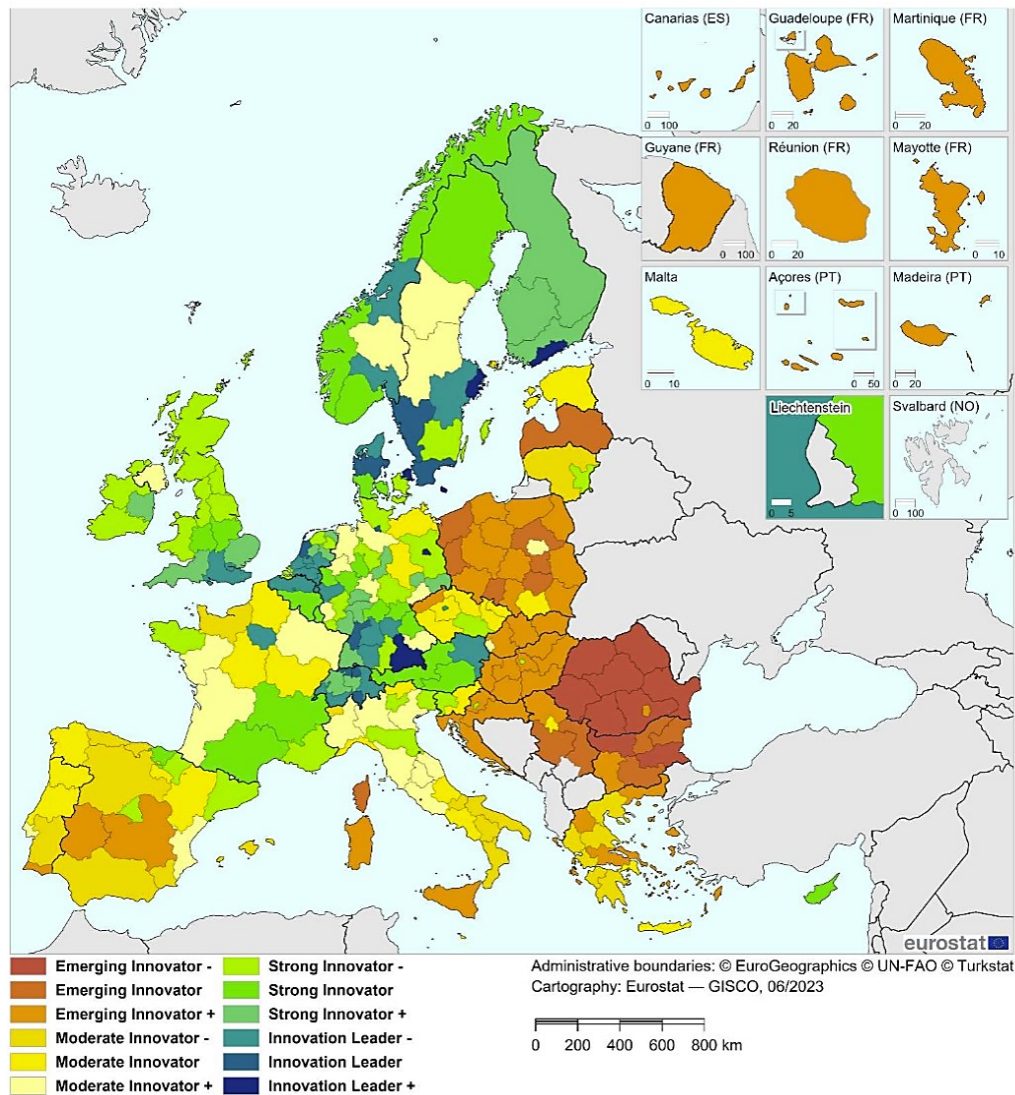 Canarias (ES)
0 100
Guadeloupe (FR)
0 20
Martinique (FR)
0 20
Guyane (FR)
0 100
Réunion (FR)
0 20
Mayotte (FR)
0 10
Malta
0 10
Açores (PT)
0 50
Madeira (PT)
0 20
Liechtenstein
0 5
Svalbard (NO)
0 100
eurostat
Emerging Innovator -
Emerging Innovator
Emerging Innovator +
Moderate Innovator -
Moderate Innovator
Moderate Innovator +
Strong Innovator -
Strong Innovator
Strong Innovator +
Innovation Leader -
Innovation Leader
Innovation Leader +
Administrative boundaries: © EuroGeographics © UN-FAO © Turkstat
Cartography: Eurostat — GISCO, 06/2023
0 200 400 600 800 km